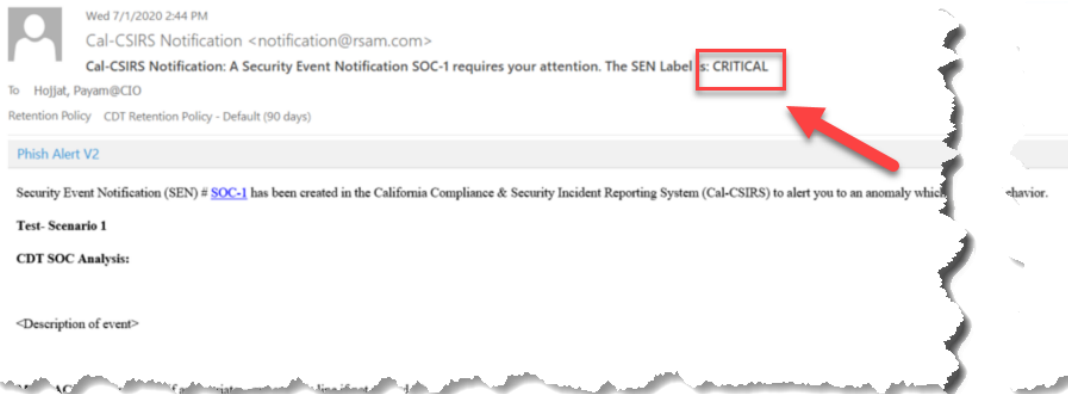 Wed 7/1/2020 2:44 PM
Cal-CSIRS Notification <notification@rsam.com>
Cal-CSIRS Notification: A Security Event Notification SOC-1 requires your attention. The SEN Label s: CRITICAL
To Hojjat, Payam@CIO
Retention Policy CDT Retention Policy - Default (90 days)
Phish Alert V2
Security Event Notification (SEN) # SOC-1 has been created in the California Compliance & Security Incident Reporting System (Cal-CSIRS) to alert you to an anomaly which ehavior.
Test- Scenario 1
CDT SOC Analysis:
<Description of event>